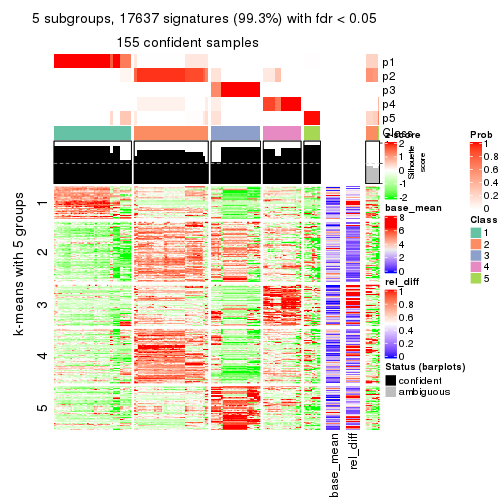 5 subgroups, 17637 signatures (99.3%) with fdr < 0.05
155 confident samples
p1
p2
p3
p4
p5
Class
z-score
2
1
0
-1
-2
Silhouette
score
Prob
1
0.8
0.6
0.4
0.2
0
Class
1
2
3
4
5
base_mean
8
6
4
2
0
rel_diff
1
0.8
0.6
0.4
0.2
0
Status (barplots)
confident
ambiguous
k-means with 5 groups
1
2
3
4
5
base_mean
rel_diff